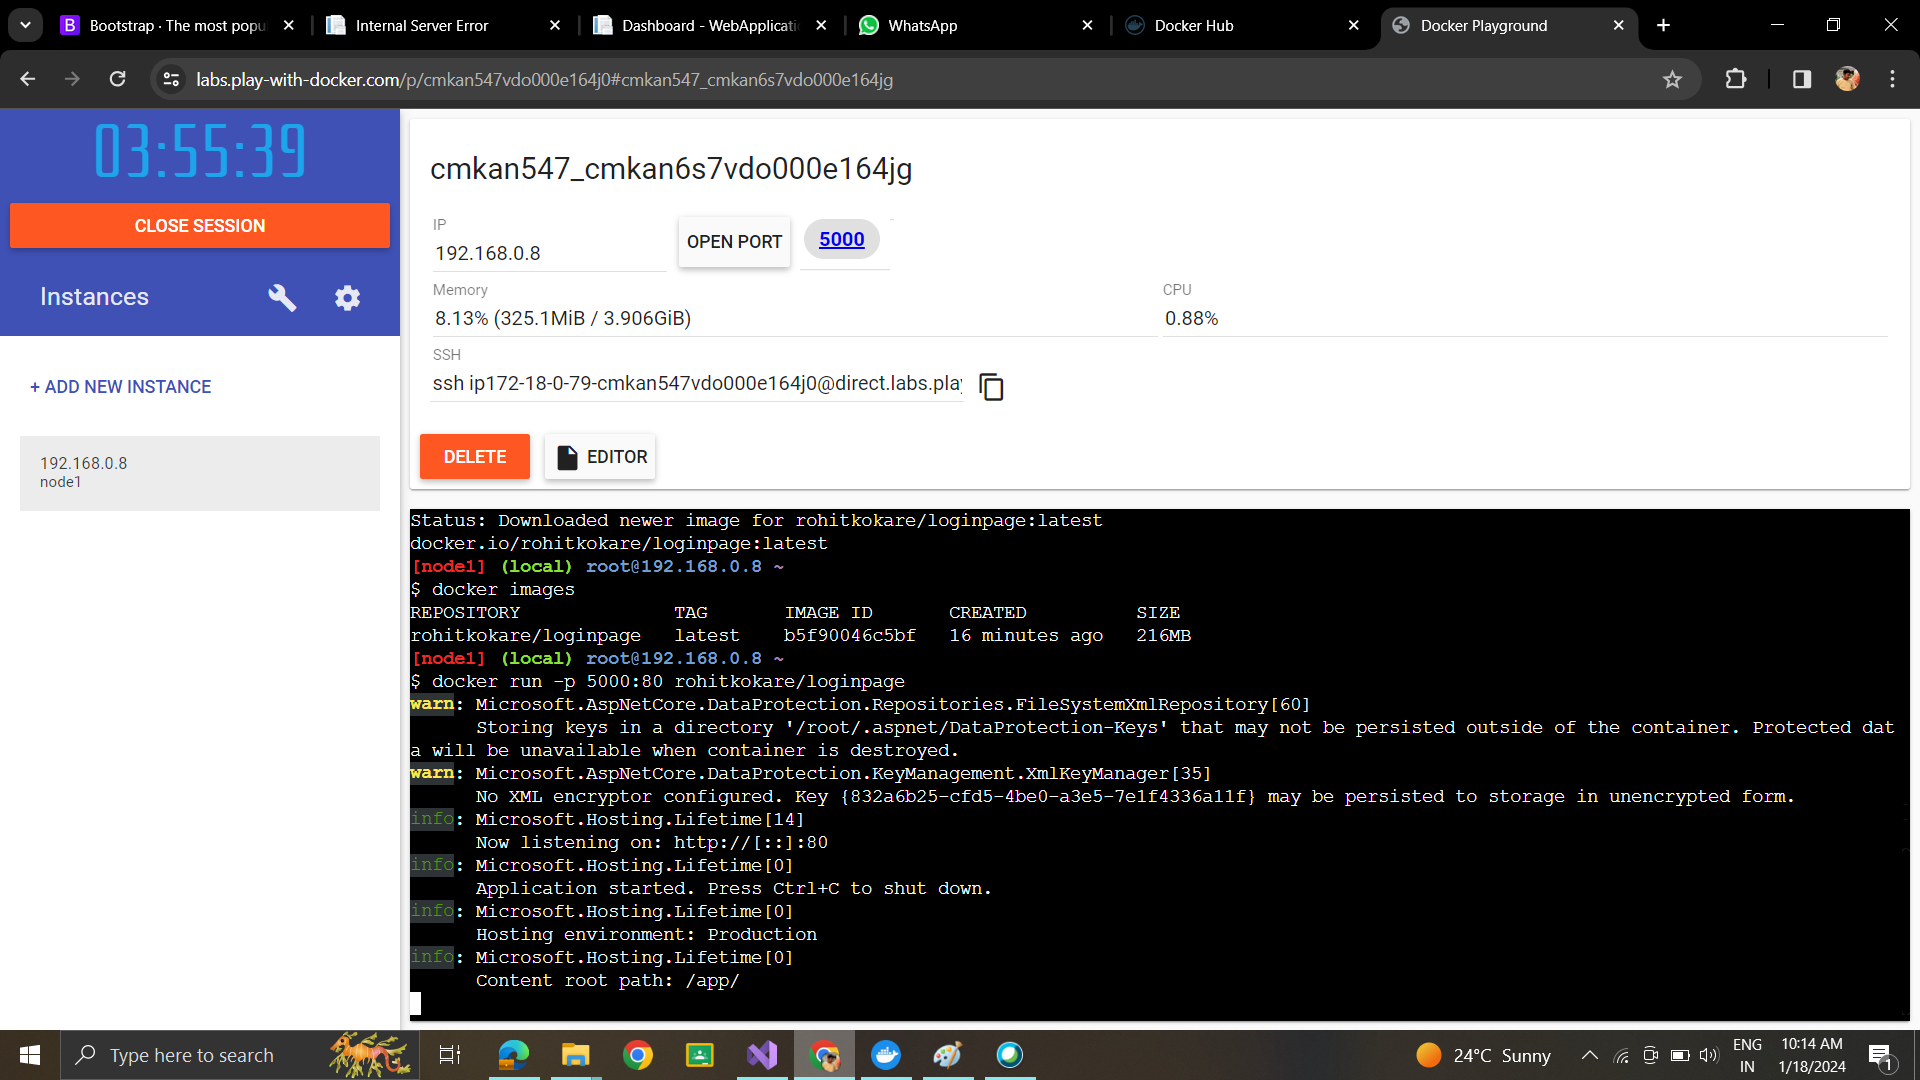 Bootstrap · The most popu
Internal Server Error
Dashboard - WebApplicati
WhatsApp
Docker Hub
Docker Playground
labs.play-with-docker.com/p/cmkan547vdo000e164j0#cmkan547_cmkan6s7vdo000e164jg
03:55:39
CLOSE SESSION
Instances
+ ADD NEW INSTANCE
192.168.0.8
node1
cmkan547_cmkan6s7vdo000e164jg
IP
192.168.0.8
OPEN PORT
5000
Memory
8.13% (325.1MiB / 3.906GiB)
CPU
0.88%
SSH
ssh ip172-18-0-79-cmkan547vdo000e164j0@direct.labs.play
DELETE
EDITOR
Status: Downloaded newer image for rohitkokare/loginpage:latest
docker.io/rohitkokare/loginpage:latest
[node1] (local) root@192.168.0.8 ~
$ docker images
REPOSITORY TAG IMAGE ID CREATED SIZE
rohitkokare/loginpage latest b5f90046c5bf 16 minutes ago 216MB
[node1] (local) root@192.168.0.8 ~
$ docker run -p 5000:80 rohitkokare/loginpage
warn: Microsoft.AspNetCore.DataProtection.Repositories.FileSystemXmlRepository[60]
Storing keys in a directory '/root/.aspnet/DataProtection-Keys' that may not be persisted outside of the container. Protected dat
a will be unavailable when container is destroyed.
warn: Microsoft.AspNetCore.DataProtection.KeyManagement.XmlKeyManager[35]
No XML encryptor configured. Key {832a6b25-cfd5-4be0-a3e5-7e1f4336a11f} may be persisted to storage in unencrypted form.
info: Microsoft.Hosting.Lifetime[14]
Now listening on: http://[::]:80
info: Microsoft.Hosting.Lifetime[0]
Application started. Press Ctrl+C to shut down.
info: Microsoft.Hosting.Lifetime[0]
Hosting environment: Production
info: Microsoft.Hosting.Lifetime[0]
Content root path: /app/
Type here to search
24°C Sunny
ENG
IN
10:14 AM
1/18/2024
1